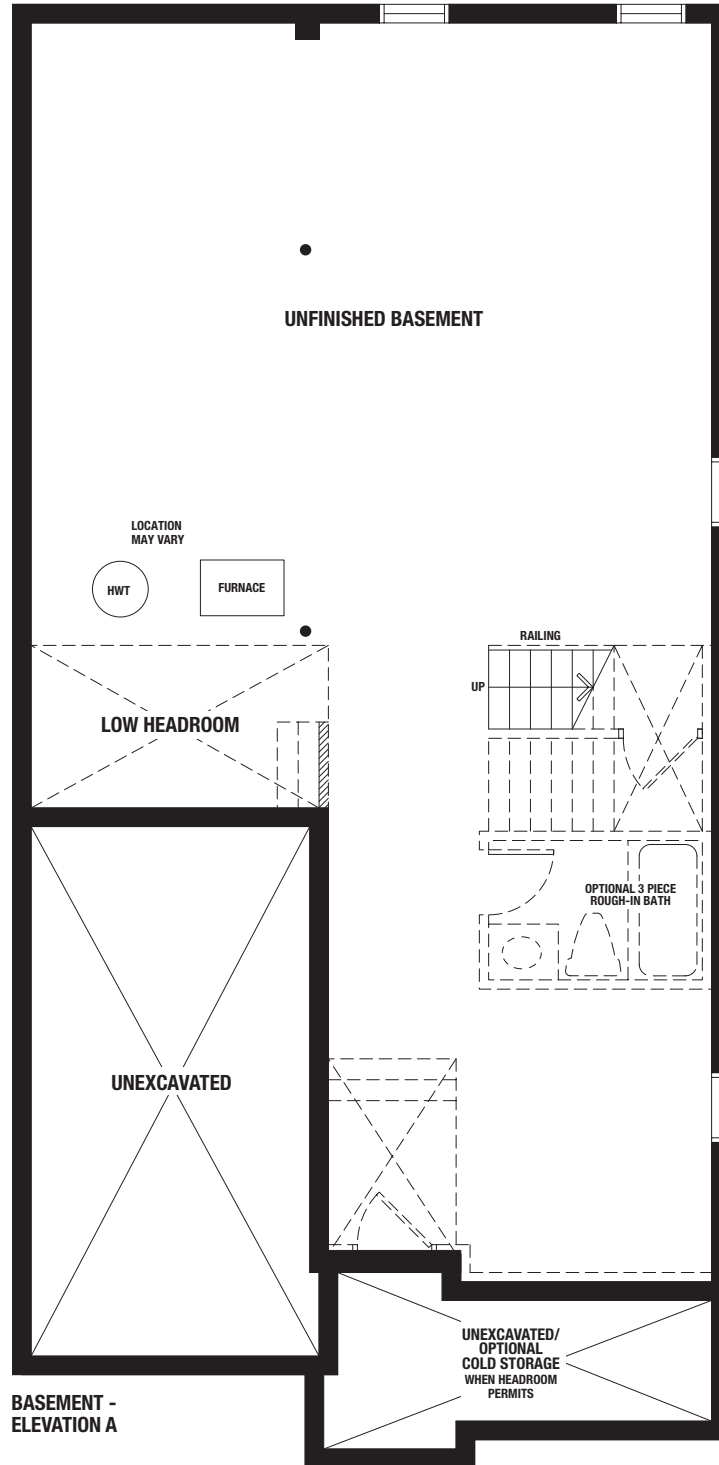 UNFINISHED BASEMENT
LOCATION
MAY VARY
HWT
FURNACE
RAILING
UP
LOW HEADROOM
OPTIONAL 3 PIECE
ROUGH-IN BATH
UNEXCAVATED
UNEXCAVATED/
OPTIONAL
COLD STORAGE
WHEN HEADROOM
PERMITS
BASEMENT -
ELEVATION A